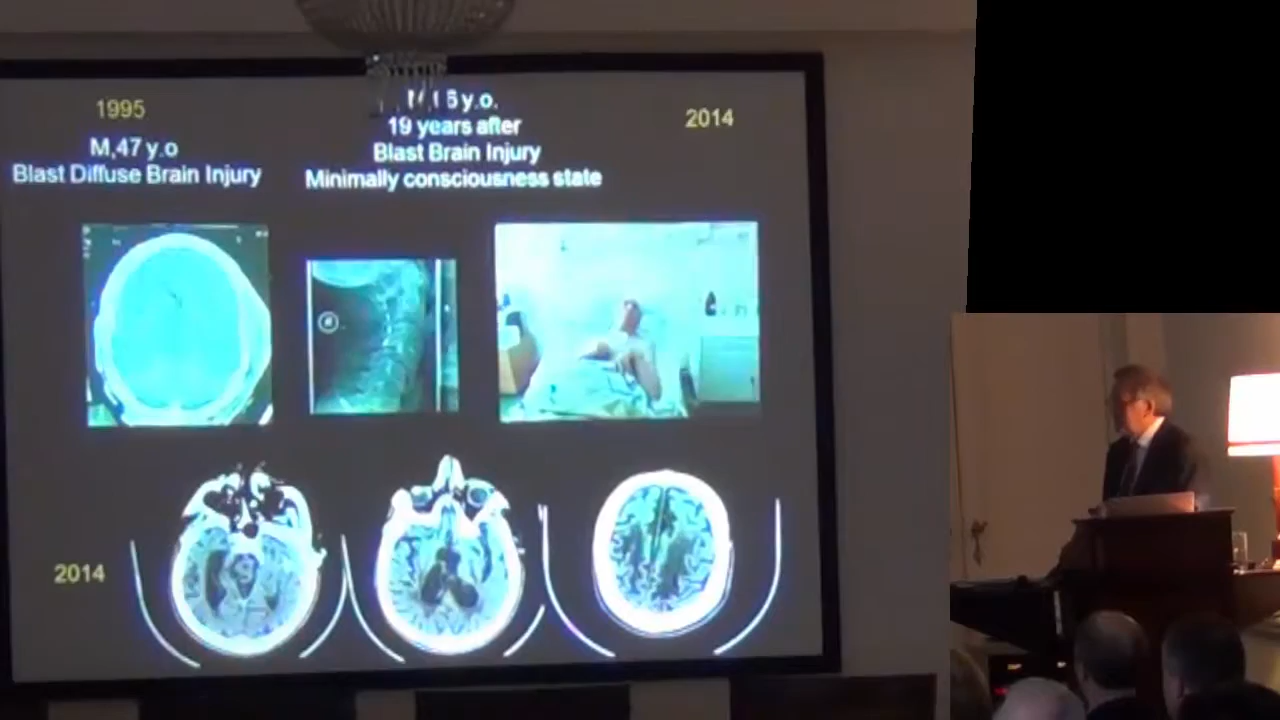 1995
M,47 y.o
Blast Diffuse Brain Injury
y.o.
19 years after
Blast Brain Injury
Minimally consciousness state
2014
2014